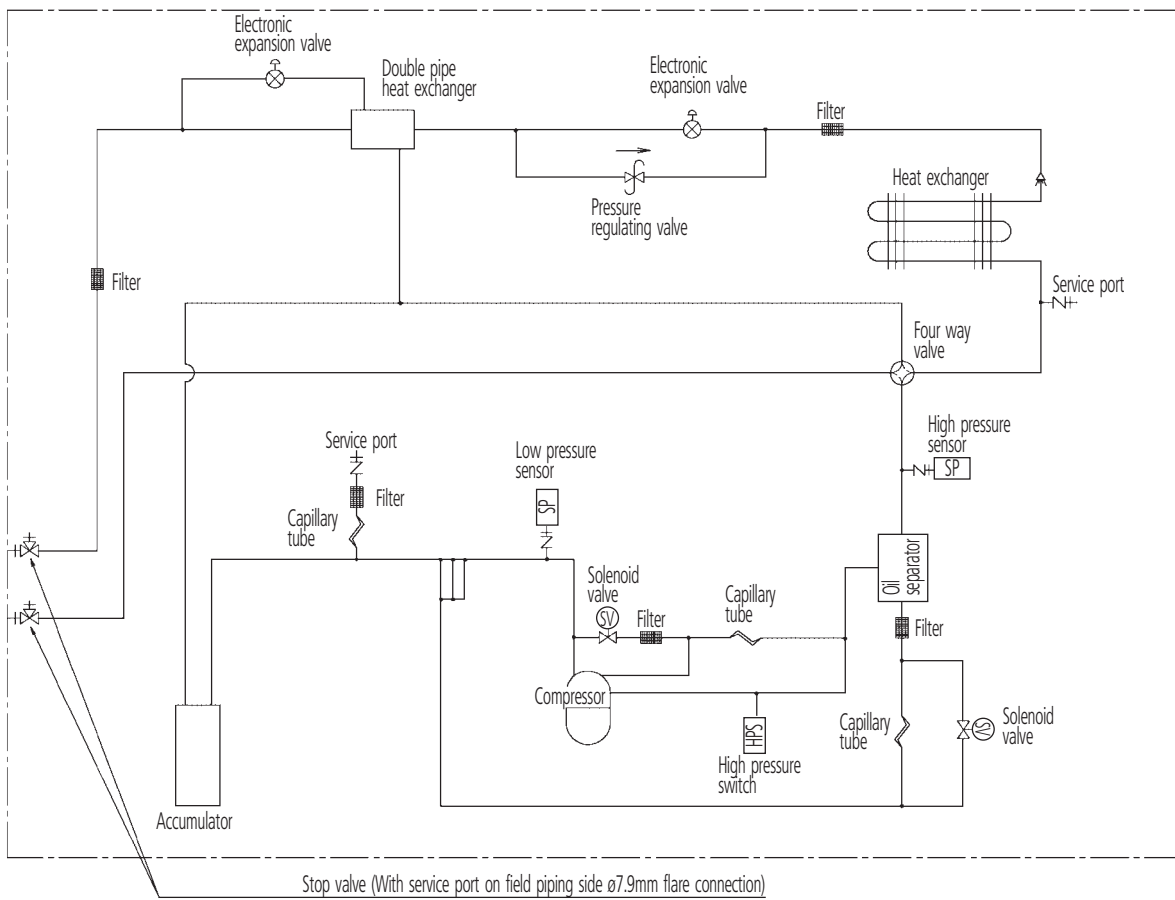 Electronic
expansion valve
Double pipe
heat exchanger
Electronic
expansion valve
Filter
Pressure
regulating valve
Heat exchanger
Filter
Service port
Four way
valve
High pressure
sensor
SP
Service port
Filter
Capillary
tube
Low pressure
sensor
SP
Solenoid
valve
SV
Filter
Capillary
tube
Oil
separator
Filter
Compressor
HPS
High pressure
switch
Capillary
tube
SV
Solenoid
valve
Accumulator
Stop valve (With service port on field piping side ø7.9mm flare connection)